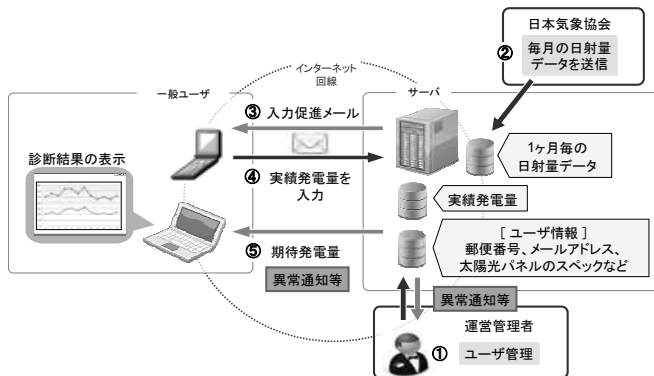 日本気象協会
② 毎月の日射量
データを送信
インターネット
回線
一般ユーザ
サーバ
③ 入力促進メール
1ヶ月毎の
日射量データ
診断結果の表示
④ 実績発電量を
入力
実績発電量
[ ユーザ情報 ]
郵便番号、メールアドレス、
太陽光パネルのスペックなど
⑤ 期待発電量
異常通知等
異常通知等
運営管理者
① ユーザ管理